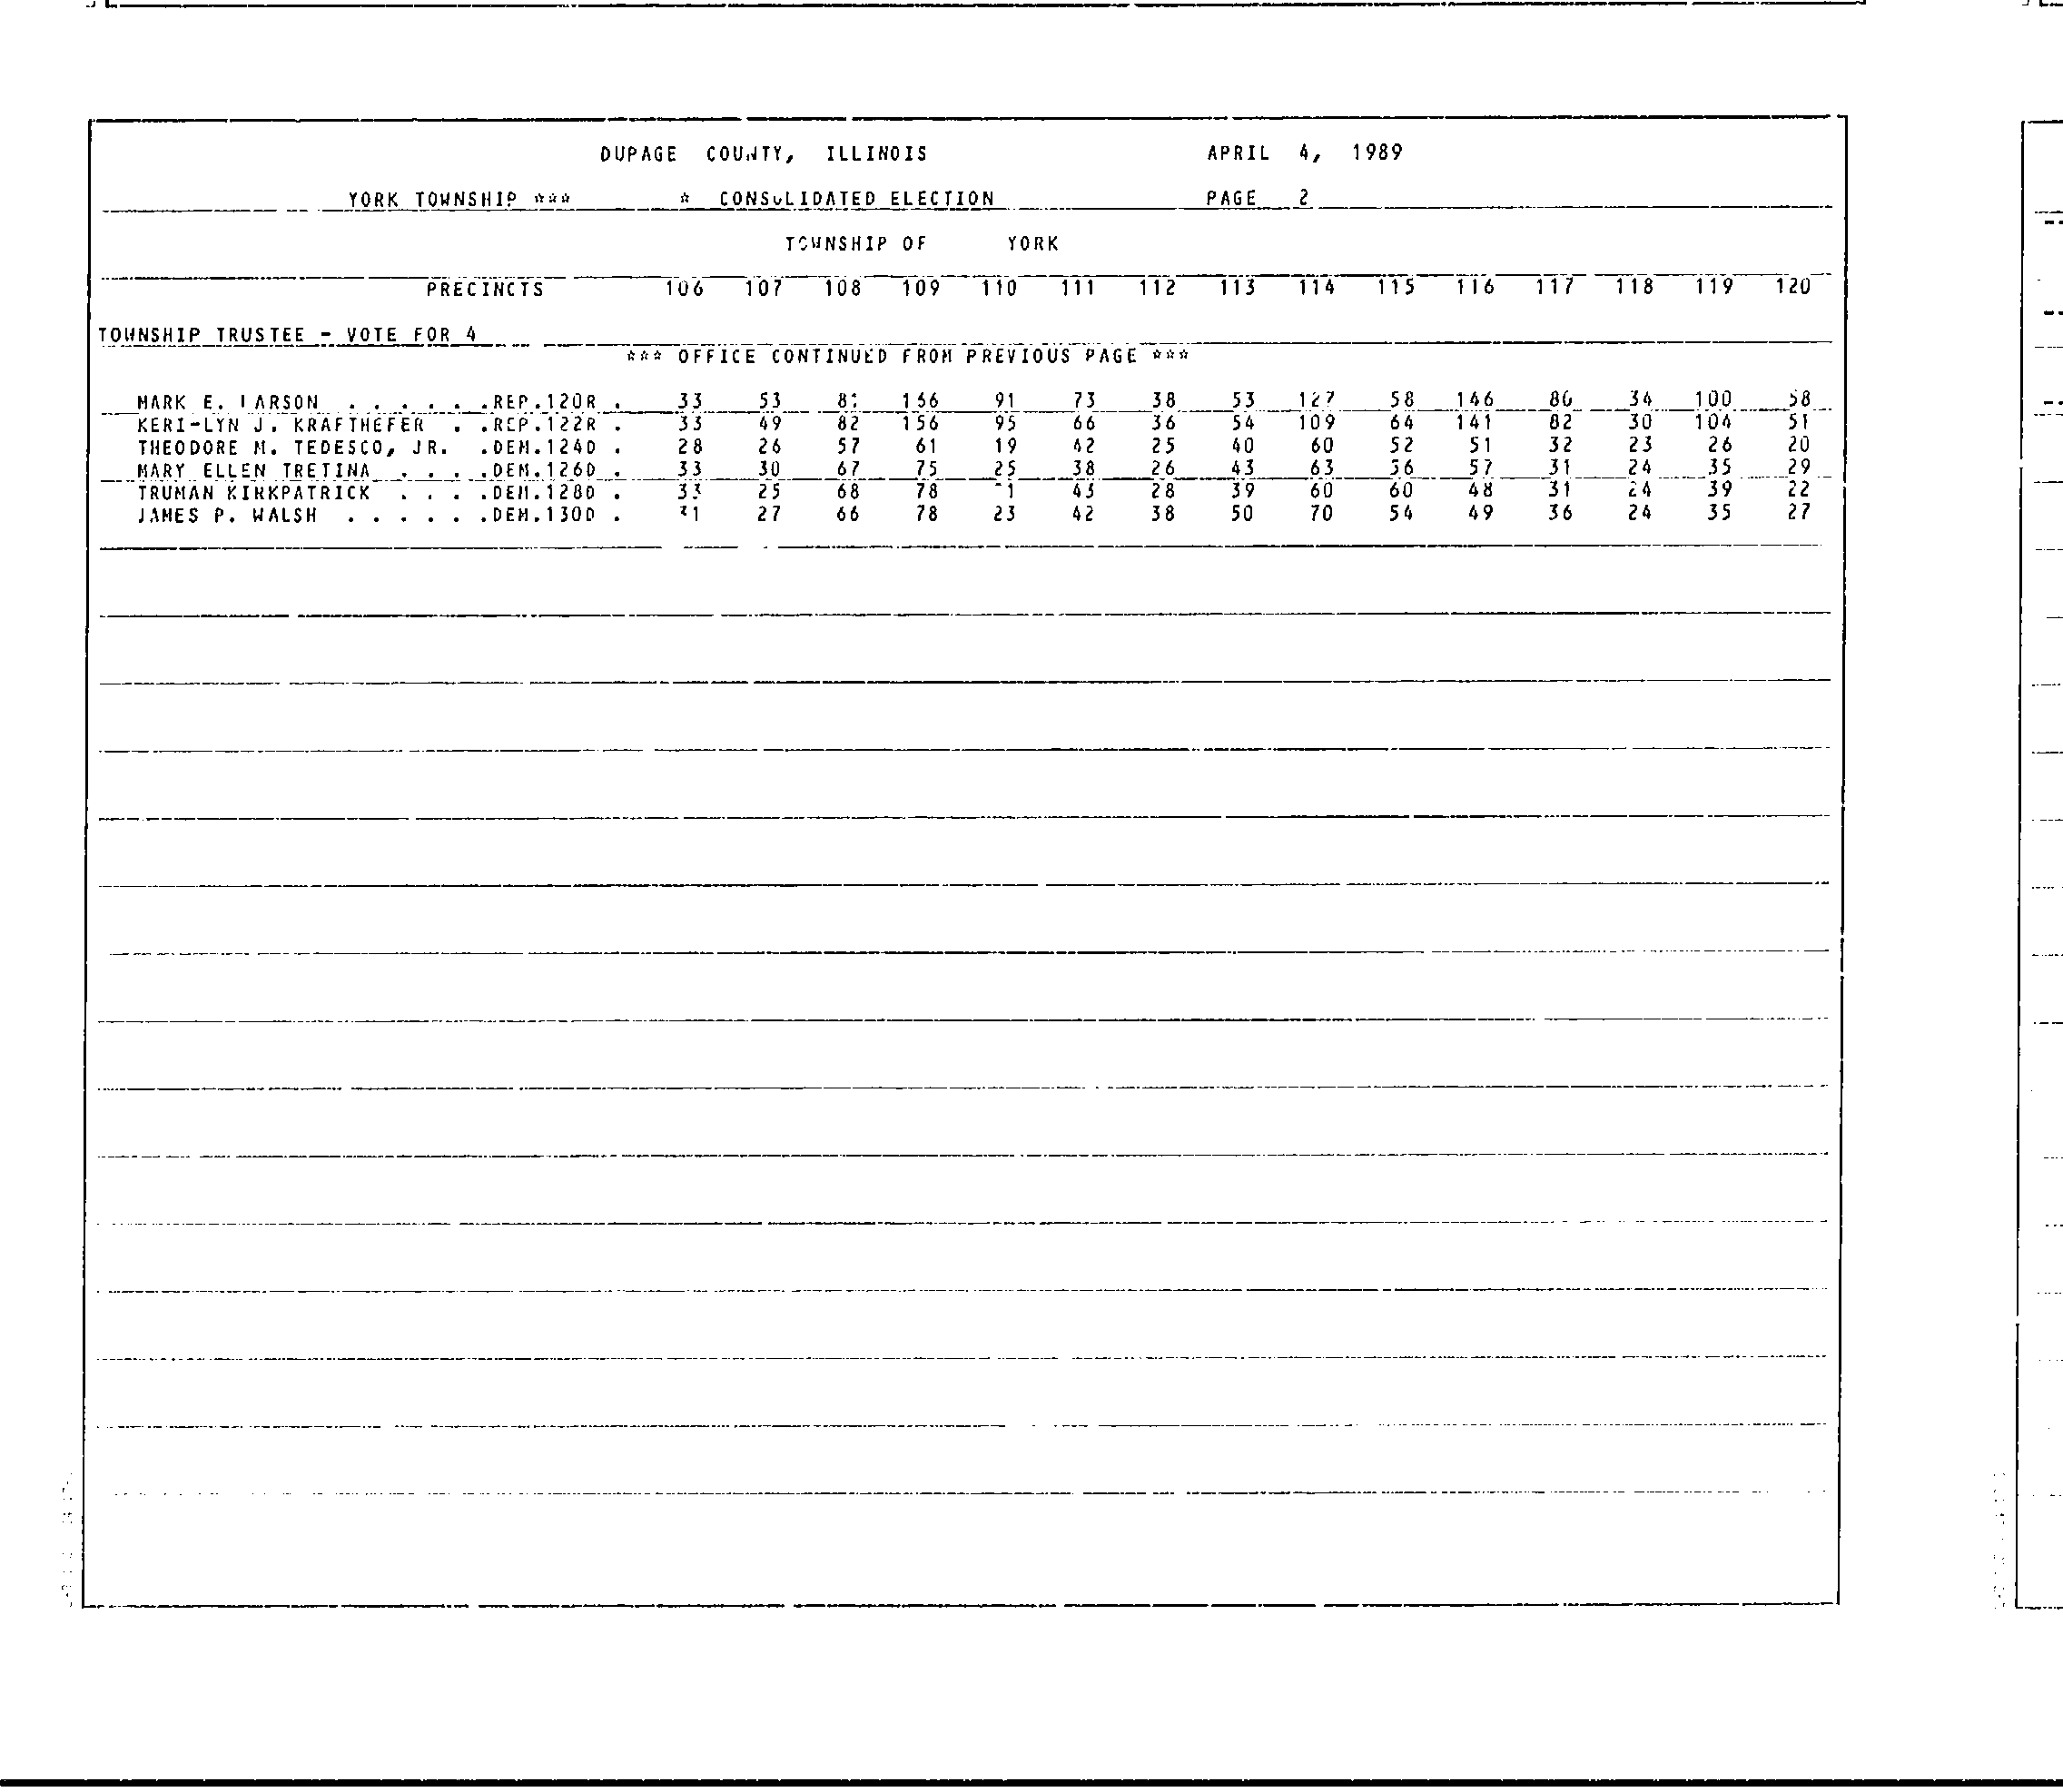 DUPAGE COUNTY, ILLINOIS APRIL 4, 1989
YORK TOWNSHIP *** * CONSOLIDATED ELECTION PAGE 2
TOWNSHIP OF YORK
PRECINCTS 106 107 108 109 110 111 112 113 114 115 116 117 118 119 120
TOWNSHIP TRUSTEE - VOTE FOR 4
*** OFFICE CONTINUED FROM PREVIOUS PAGE ***
MARK E. LARSON . . . . . .REP.120R . 33 53 166 91 73 38 53 127 58 146 34 100 58
KERI-LYN J. KRAFTHEFER . .REP.122R . 33 49 82 156 95 66 36 54 109 64 141 82 30 104 51
THEODORE M. TEDESCO, JR. .DEM.124D . 28 26 57 61 19 42 25 40 60 52 51 32 23 26 20
MARY ELLEN TRETINA . . . .DEM.126D . 33 30 67 75 25 38 26 43 63 56 57 31 24 35 29
TRUMAN KIRKPATRICK . . . .DEM.128D . 33 25 68 78 43 28 39 60 60 48 31 24 39 22
JAMES P. WALSH . . . . . .DEM.130D . 27 66 78 23 42 38 50 70 54 49 36 24 35 27